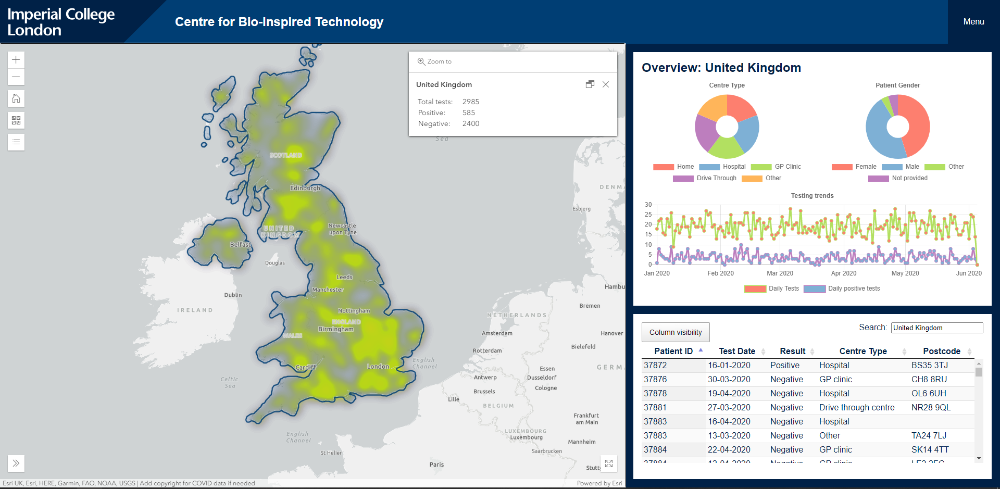 Imperial College
London
Centre for Bio-Inspired Technology
Menu
Zoom to
United Kingdom
Total tests: 2985
Positive: 585
Negative: 2400
Sea
SCOTLAND
Edinburgh
UNITED
KINGDOM
Newcastle
upon Tyne
Belfast
Douglas
Leeds
Manchester
Dublin
IRELAND
Nottingham
ENGLAND
Birmingham
WALES
Cardiff
London
English
Channel
Celtic
Sea
English
Channel
St Helier
DENMA
Esbjerg
Hambu
Bremen
NETHERLANDS
Amsterdam
Hanover
Bielefeld
Rotterdam
Essen
GERM
Antwerp
Dusseldorf
Brussels
Cologne
Lille
BELGIUM
Frankfurt
am Main
LUXEMBOURG
Luxembourg
Mannheim
Saarbrucken
Paris
Stutt
Esri UK, Esri, HERE, Garmin, FAO, NOAA, USGS | Add copyright for COVID data if needed
Powered by Esri
Overview: United Kingdom
Centre Type
Home Hospital GP Clinic
Drive Through Other
Patient Gender
Female Male Other
Not provided
Testing trends
30
25
20
15
10
5
0
Jan 2020 Feb 2020 Mar 2020 Apr 2020 May 2020 Jun 2020
Daily Tests Daily positive tests
Column visibility
Search: United Kingdom
Patient ID Test Date Result Centre Type Postcode
37872 16-01-2020 Positive Hospital BS35 3TJ
37876 30-03-2020 Negative GP clinic CH8 8RU
37878 19-04-2020 Negative Hospital OL6 6UH
37881 27-03-2020 Negative Drive through centre NR28 9QL
37883 16-04-2020 Negative Hospital
37883 13-03-2020 Negative Other TA24 7LJ
37884 22-04-2020 Negative GP clinic SK14 4TT